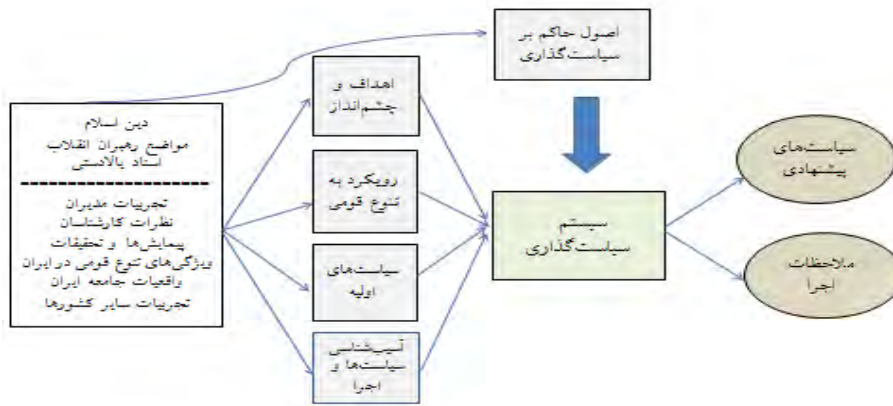 اصول حاکم بر
سیاست‌گذاری
اهداف و
چشم‌انداز
دین اسلام
مواضع رهبران انقلاب
اسناد بالادستی
تجربیات مدیران
نظرات کارشناسان
پیمایش‌ها و تحقیقات
ویژگی‌های تنوع قومی در ایران
واقعیات جامعه ایران
تجربیات سایر کشورها
رویکرد به
تنوع قومی
سیاست‌های
اولیه
آسیب‌شناسی
سیاست‌ها و
اجرا
سیستم
سیاست‌گذاری
سیاست‌های
پیشنهادی
ملاحظات
اجرا